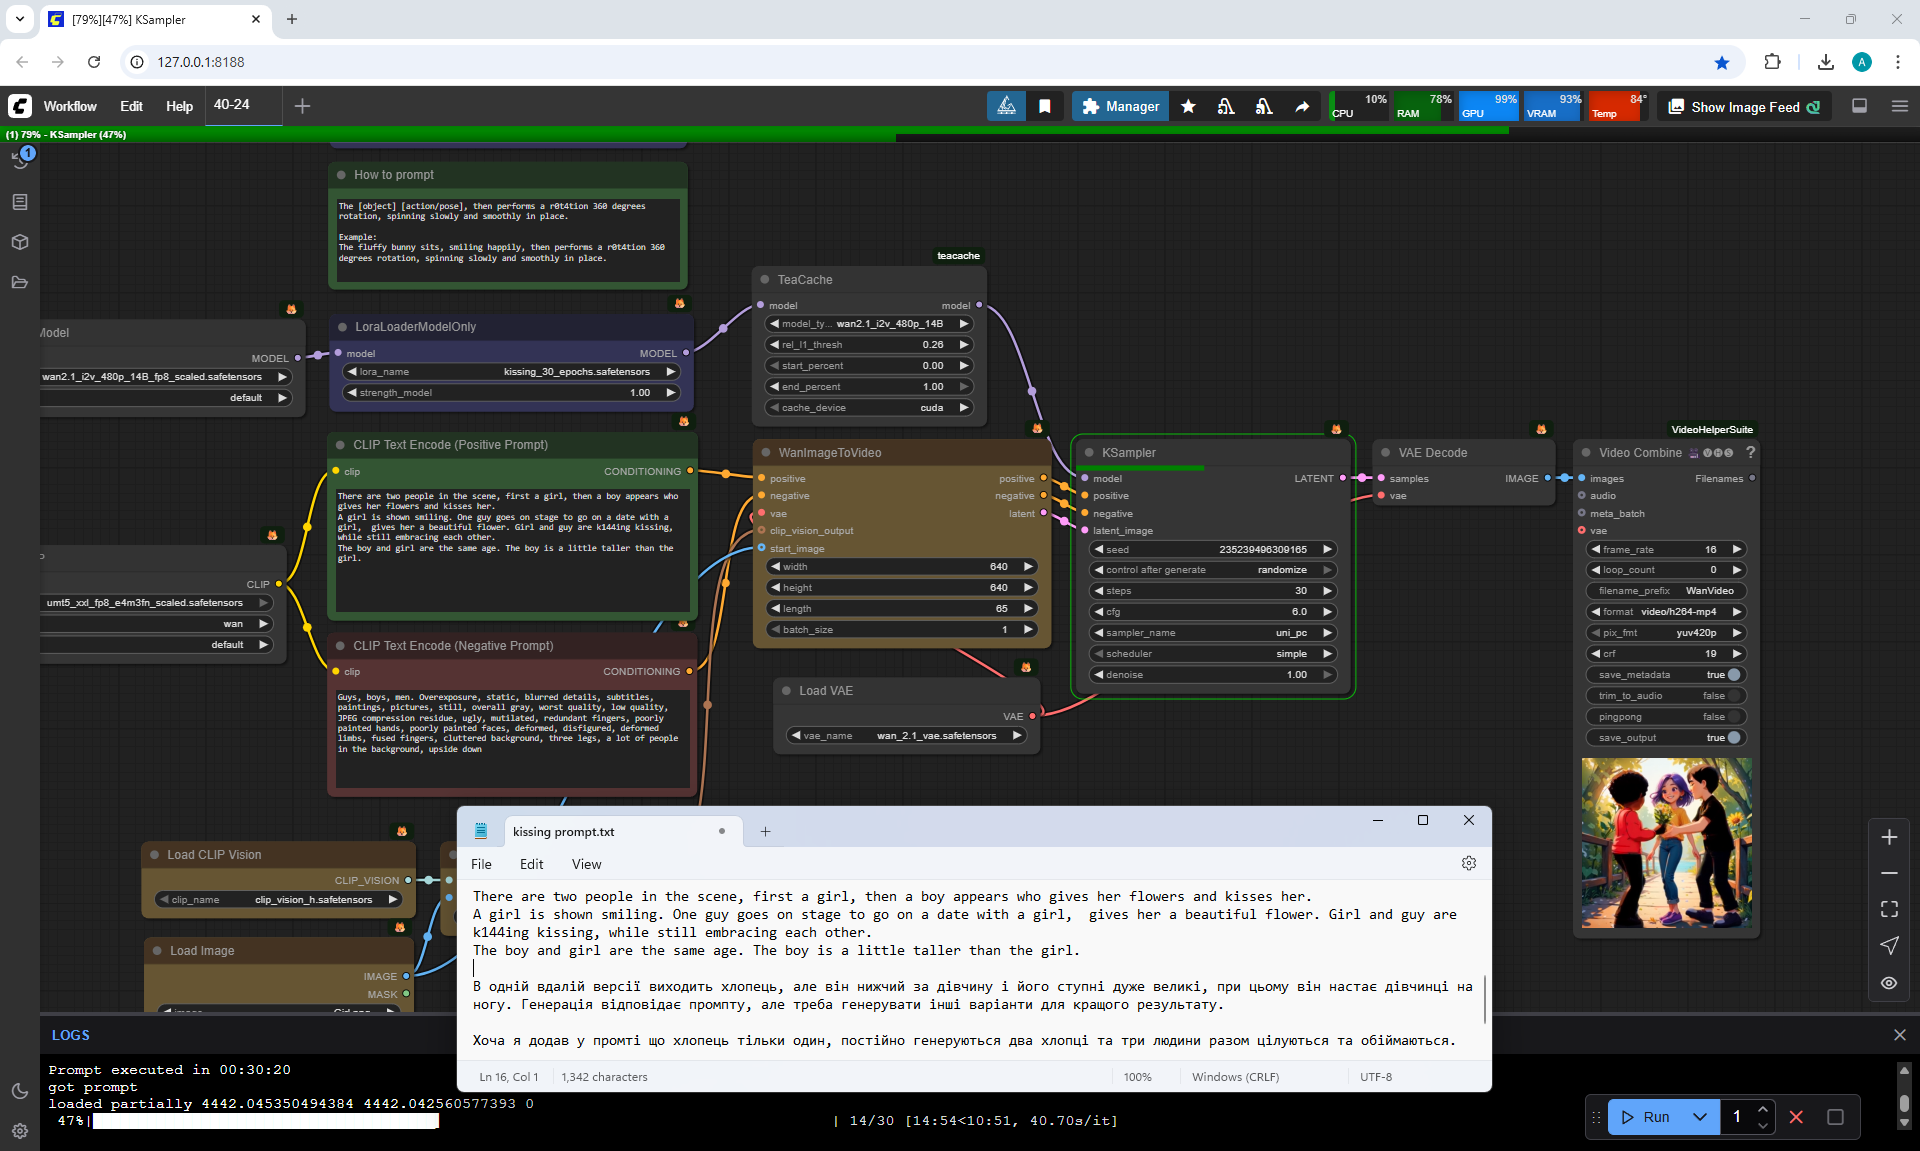 [79%][47%] KSampler
127.0.0.1:8188
A
Workflow
Edit
Help
40-24
Manager
CPU 10%
RAM 78%
GPU 99%
VRAM 93%
Temp 84°
Show Image Feed
(1) 79% - KSampler (47%)
1
How to prompt
The [object] [action/pose], then performs a r0t4tion 360 degrees
rotation, spinning slowly and smoothly in place.
Example:
The fluffy bunny sits, smiling happily, then performs a r0t4tion 360
degrees rotation, spinning slowly and smoothly in place.
Model
MODEL
wan2.1_i2v_480p_14B_fp8_scaled.safetensors
default
LoraLoaderModelOnly
model MODEL
lora_name kissing_30_epochs.safetensors
strength_model 1.00
teacache
TeaCache
model model
model_ty... wan2.1_i2v_480p_14B
rel_l1_thresh 0.26
start_percent 0.00
end_percent 1.00
cache_device cuda
CLIP
umt5_xxl_fp8_e4m3fn_scaled.safetensors
wan
default
CLIP Text Encode (Positive Prompt)
clip CONDITIONING
There are two people in the scene, first a girl, then a boy appears who
gives her flowers and kisses her.
A girl is shown smiling. One guy goes on stage to go on a date with a
girl,  gives her a beautiful flower. Girl and guy are k144ing kissing,
while still embracing each other.
The boy and girl are the same age. The boy is a little taller than the
girl.
CLIP Text Encode (Negative Prompt)
clip CONDITIONING
Guys, boys, men. Overexposure, static, blurred details, subtitles,
paintings, pictures, still, overall gray, worst quality, low quality,
JPEG compression residue, ugly, mutilated, redundant fingers, poorly
painted hands, poorly painted faces, deformed, disfigured, deformed
limbs, fused fingers, cluttered background, three legs, a lot of people
in the background, upside down
WanImageToVideo
positive positive
negative negative
vae latent
clip_vision_output
start_image
width 640
height 640
length 65
batch_size 1
Load VAE
VAE
vae_name wan_2.1_vae.safetensors
KSampler
model LATENT
positive
negative
latent_image
seed 235239496309165
control after generate randomize
steps 30
cfg 6.0
sampler_name uni_pc
scheduler simple
denoise 1.00
VAE Decode
samples IMAGE
vae
VideoHelperSuite
Video Combine VHS ?
images Filenames
audio
meta_batch
vae
frame_rate 16
loop_count 0
filename_prefix WanVideo
format video/h264-mp4
pix_fmt yuv420p
crf 19
save_metadata true
trim_to_audio false
pingpong false
save_output true
Load CLIP Vision
CLIP_VISION
clip_name clip_vision_h.safetensors
Load Image
IMAGE
MASK
kissing prompt.txt
File
Edit
View
There are two people in the scene, first a girl, then a boy appears who gives her flowers and kisses her.
A girl is shown smiling. One guy goes on stage to go on a date with a girl,  gives her a beautiful flower. Girl and guy are
k144ing kissing, while still embracing each other.
The boy and girl are the same age. The boy is a little taller than the girl.
В одній вдалій версії виходить хлопець, але він нижчий за дівчину і його ступні дуже великі, при цьому він настає дівчинці на
ногу. Генерація відповідає промпту, але треба генерувати інші варіанти для кращого результату.
Хоча я додав у промті що хлопець тільки один, постійно генеруються два хлопці та три людини разом цілуються та обіймаються.
Ln 16, Col 1
1,342 characters
100%
Windows (CRLF)
UTF-8
LOGS
Prompt executed in 00:30:20
got prompt
loaded partially 4442.045350494384 4442.042560577393 0
47%| | 14/30 [14:54<10:51, 40.70s/it]
Run
1